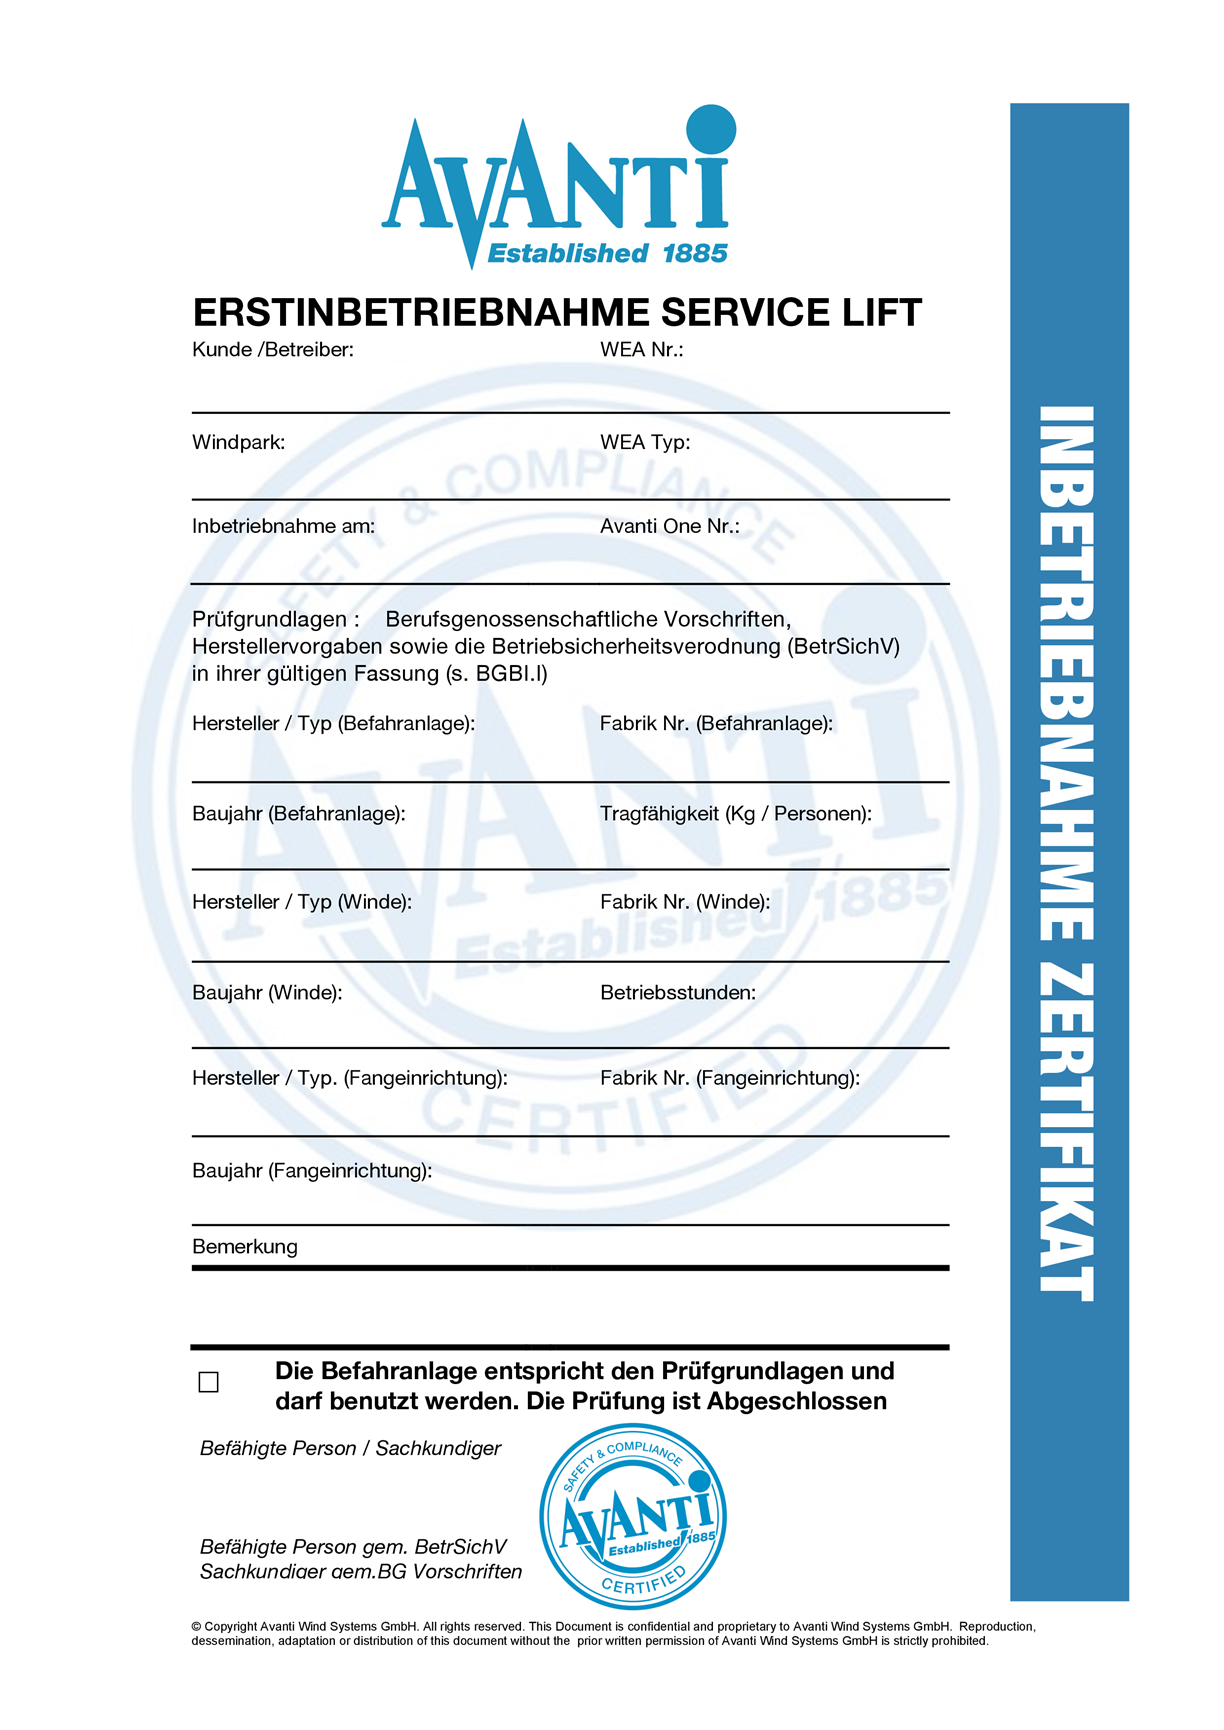 AVANTI
Established 1885
ERSTINBETRIEBNAHME SERVICE LIFT
Kunde /Betreiber: WEA Nr.:
Windpark: WEA Typ:
Inbetriebnahme am: Avanti One Nr.:
Prüfgrundlagen : Berufsgenossenschaftliche Vorschriften,
Herstellervorgaben sowie die Betriebsicherheitsverodnung (BetrSichV)
in ihrer gültigen Fassung (s. BGBI.I)
Hersteller / Typ (Befahranlage): Fabrik Nr. (Befahranlage):
Baujahr (Befahranlage): Tragfähigkeit (Kg / Personen):
Hersteller / Typ (Winde): Fabrik Nr. (Winde):
Baujahr (Winde): Betriebsstunden:
Hersteller / Typ. (Fangeinrichtung): Fabrik Nr. (Fangeinrichtung):
Baujahr (Fangeinrichtung):
Bemerkung
Die Befahranlage entspricht den Prüfgrundlagen und
darf benutzt werden. Die Prüfung ist Abgeschlossen
Befähigte Person / Sachkundiger
Befähigte Person gem. BetrSichV
Sachkundiger gem.BG Vorschriften
SAFETY & COMPLIANCE
AVANTI
Established 1885
CERTIFIED
© Copyright Avanti Wind Systems GmbH. All rights reserved. This Document is confidential and proprietary to Avanti Wind Systems GmbH. Reproduction,
dessemination, adaptation or distribution of this document without the prior written permission of Avanti Wind Systems GmbH is strictly prohibited.
INBETRIEBNAHME ZERTIFIKAT
SAFETY & COMPLIANCE
AVANTI
Established 1885
CERTIFIED